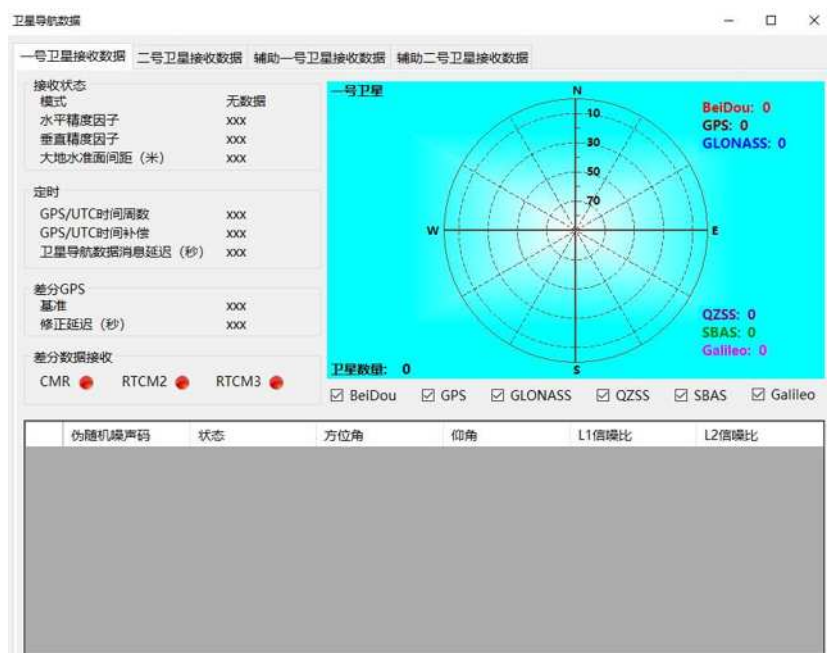 卫星导航数据
一号卫星接收数据 二号卫星接收数据 辅助一号卫星接收数据 辅助二号卫星接收数据
接收状态
模式 无数据
水平精度因子 xxx
垂直精度因子 xxx
大地水准面间距（米） xxx
定时
GPS/UTC时间周数 xxx
GPS/UTC时间补偿 xxx
卫星导航数据消息延迟（秒） xxx
差分GPS
基准 xxx
修正延迟（秒） xxx
差分数据接收
CMR RTCM2 RTCM3
一号卫星
N
10
30
50
70
W
E
S
BeiDou: 0
GPS: 0
GLONASS: 0
QZSS: 0
SBAS: 0
Galileo: 0
卫星数量: 0
BeiDou GPS GLONASS QZSS SBAS Galileo
伪随机噪声码 状态 方位角 仰角 L1信噪比 L2信噪比